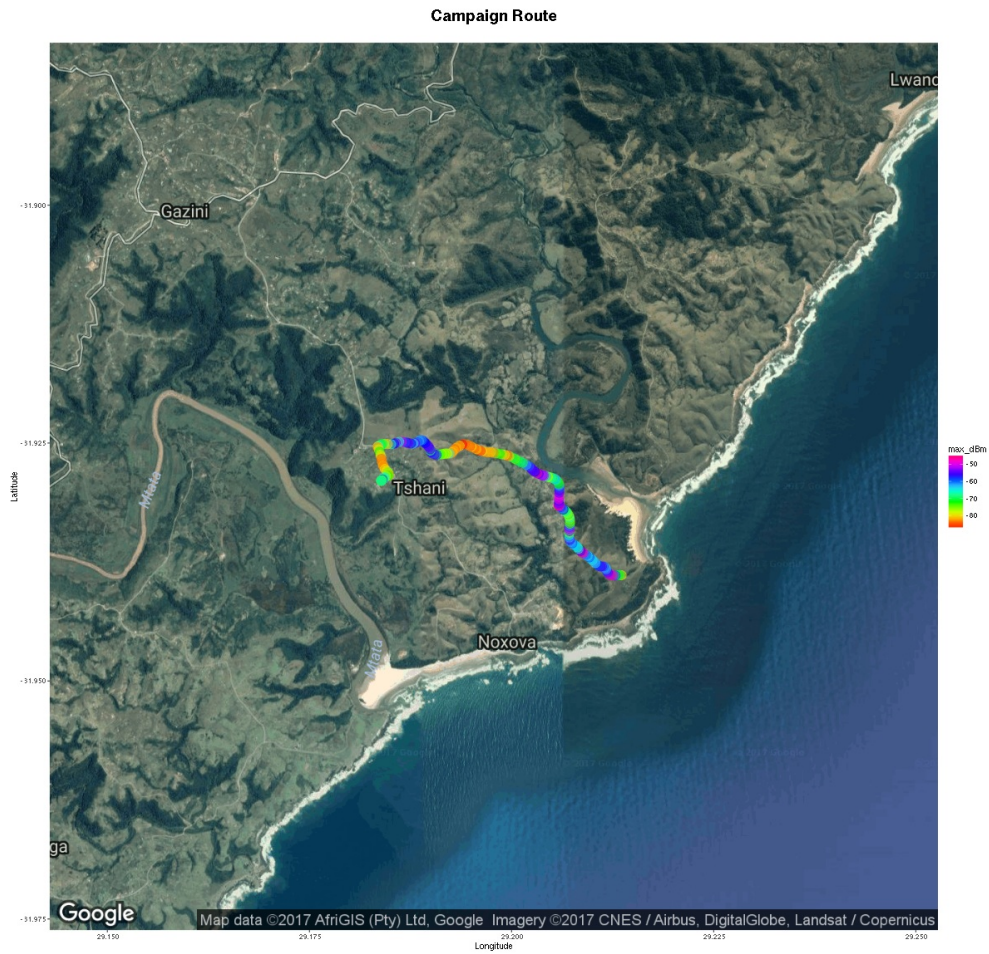 Campaign Route
Lwand
-31.900
Gazini
-31.925
max_dBm
-50
-60
-70
-80
Tshani
Mtata
Latitude
Noxova
Mtata
-31.950
ga
-31.975
Google
Map data ©2017 AfriGIS (Pty) Ltd, Google Imagery ©2017 CNES / Airbus, DigitalGlobe, Landsat / Copernicus
29.150
29.175
29.200
29.225
29.250
Longitude